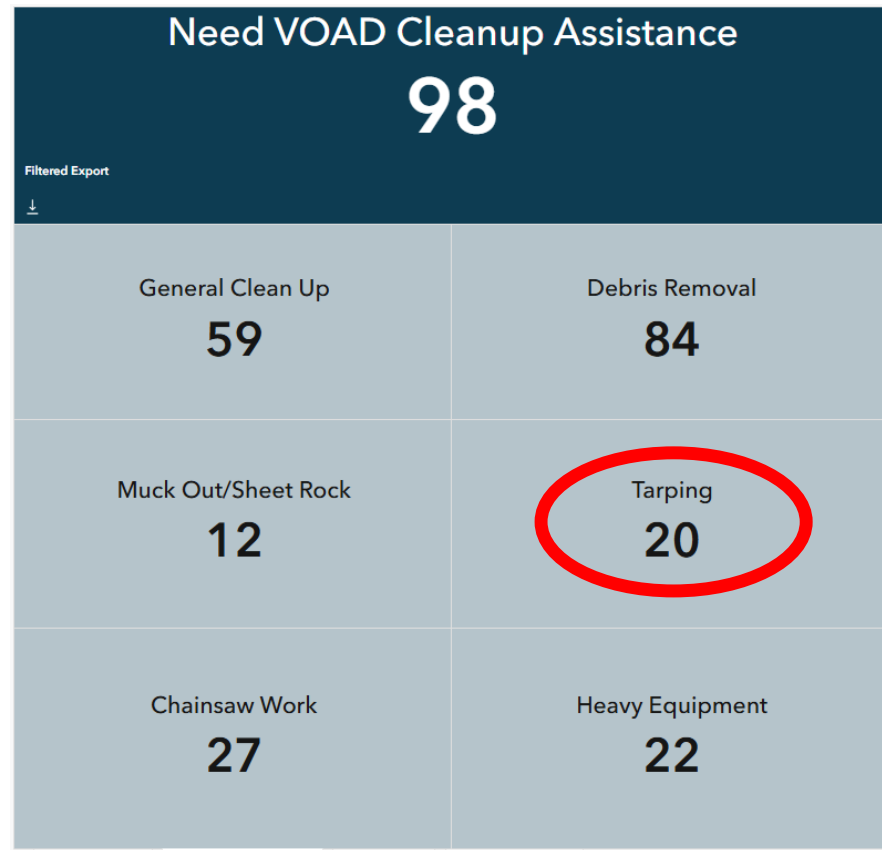 Need VOAD Cleanup Assistance
98
Filtered Export
General Clean Up
59
Debris Removal
84
Muck Out/Sheet Rock
12
Tarping
20
Chainsaw Work
27
Heavy Equipment
22